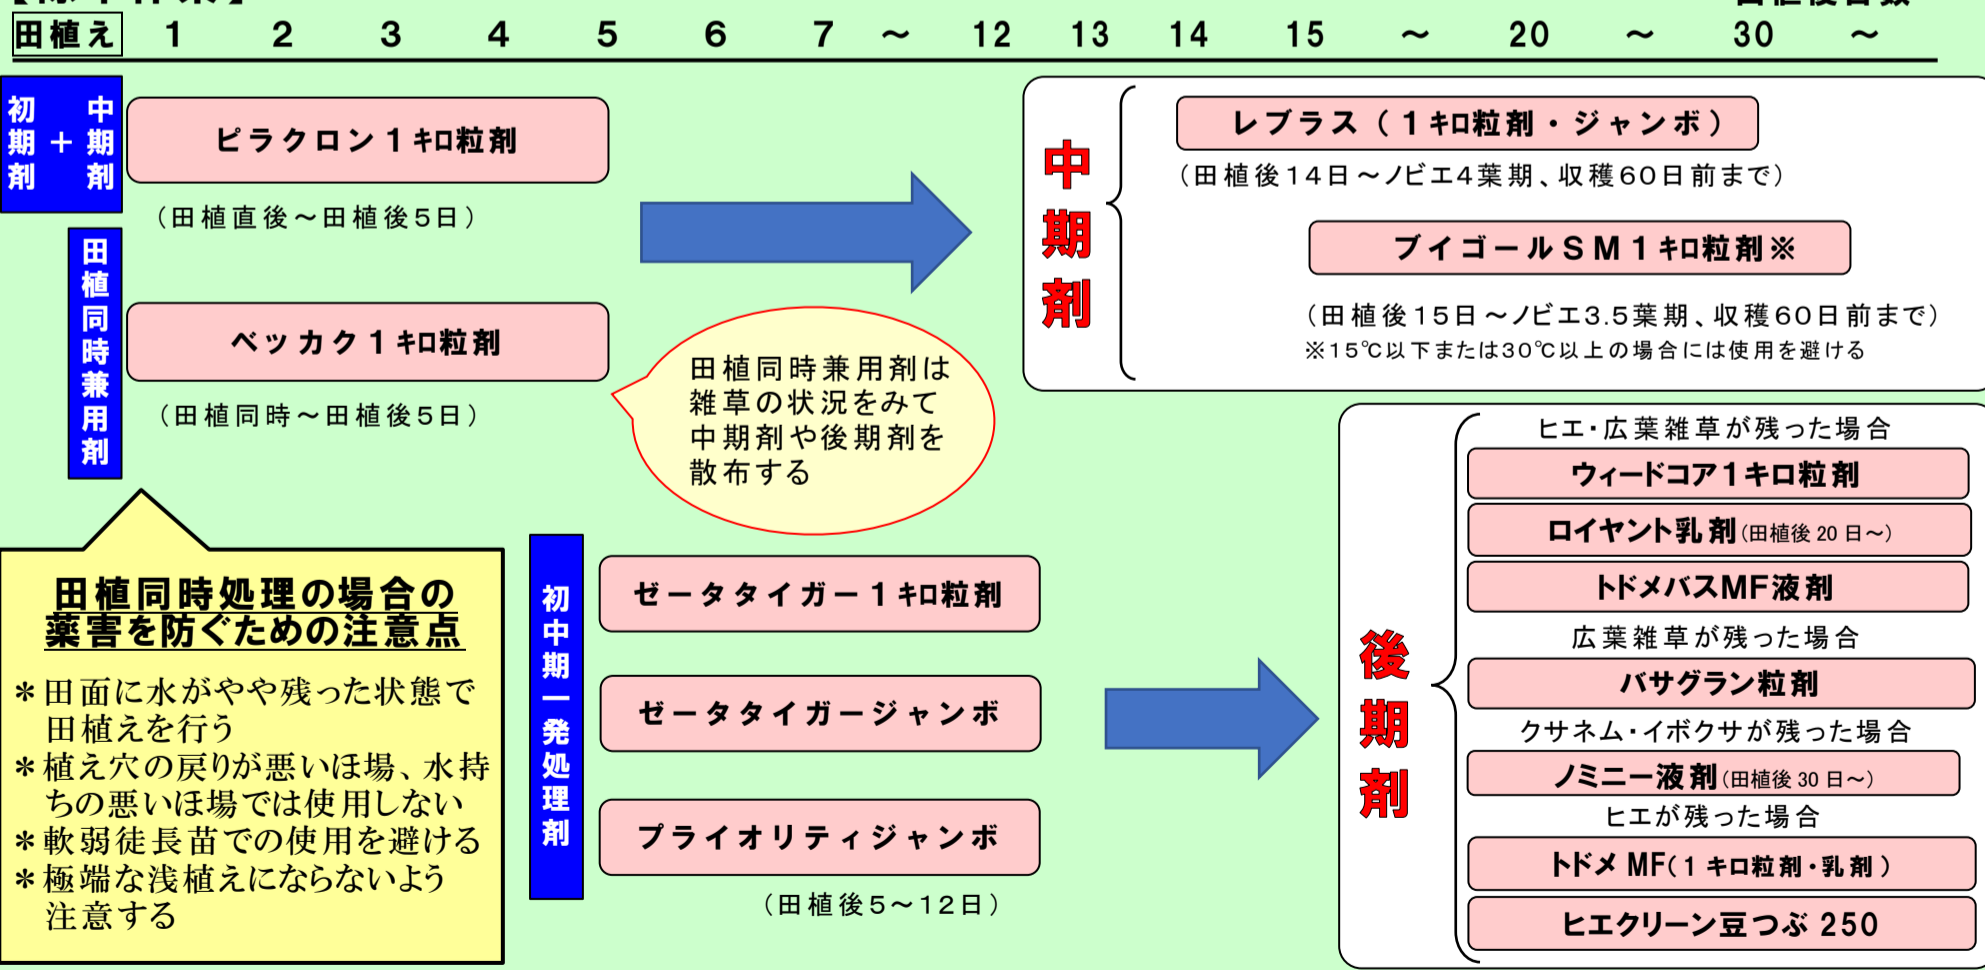 田植え 1 2 3 4 5 6 7 ～ 12 13 14 15 ～ 20 ～ 30 ～
初期剤＋中期剤
ピラクロン1キロ粒剤
（田植直後～田植後5日）
田植同時兼用剤
ベッカク1キロ粒剤
（田植同時～田植後5日）
田植同時兼用剤は
雑草の状況をみて
中期剤や後期剤を
散布する
中期剤
レブラス（1キロ粒剤・ジャンボ）
（田植後14日～ノビエ4葉期、収穫60日前まで）
ブイゴールSM1キロ粒剤※
（田植後15日～ノビエ3.5葉期、収穫60日前まで）
※15℃以下または30℃以上の場合には使用を避ける
田植同時処理の場合の
薬害を防ぐための注意点
＊田面に水がやや残った状態で
田植えを行う
＊植え穴の戻りが悪いほ場、水持
ちの悪いほ場では使用しない
＊軟弱徒長苗での使用を避ける
＊極端な浅植えにならないよう
注意する
初中期一発処理剤
ゼータタイガー1キロ粒剤
ゼータタイガージャンボ
プライオリティジャンボ
（田植後5～12日）
後期剤
ヒエ・広葉雑草が残った場合
ウィードコア1キロ粒剤
ロイヤント乳剤(田植後20日～)
トドメバスMF液剤
広葉雑草が残った場合
バサグラン粒剤
クサネム・イボクサが残った場合
ノミニー液剤(田植後30日～)
ヒエが残った場合
トドメMF(1キロ粒剤・乳剤)
ヒエクリーン豆つぶ250